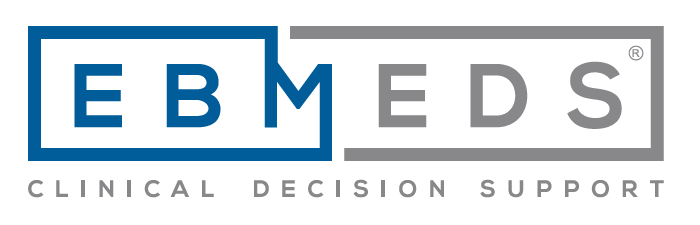 EBMEDS®
CLINICAL DECISION SUPPORT